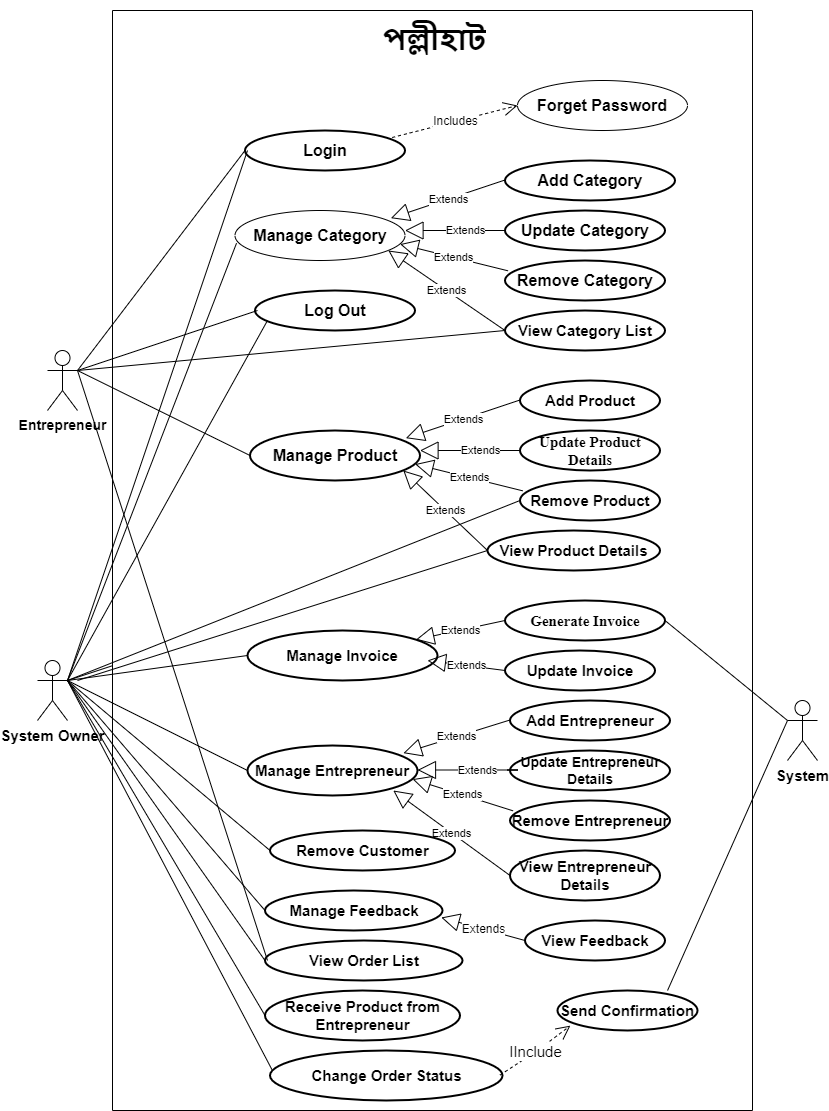 পল্লীহাট
Forget Password
Includes
Login
Add Category
Extends
Manage Category
Extends
Update Category
Extends
Remove Category
Extends
Log Out
View Category List
Entrepreneur
Add Product
Extends
Manage Product
Extends
Update Product
Details
Extends
Remove Product
Extends
View Product Details
Generate Invoice
Extends
Manage Invoice
Extends
Update Invoice
System Owner
Add Entrepreneur
Extends
Manage Entrepreneur
Extends
Update Entrepreneur
Details
System
Extends
Remove Entrepreneur
Extends
Remove Customer
View Entrepreneur
Details
Manage Feedback
Extends
View Feedback
View Order List
Receive Product from
Entrepreneur
Send Confirmation
IInclude
Change Order Status